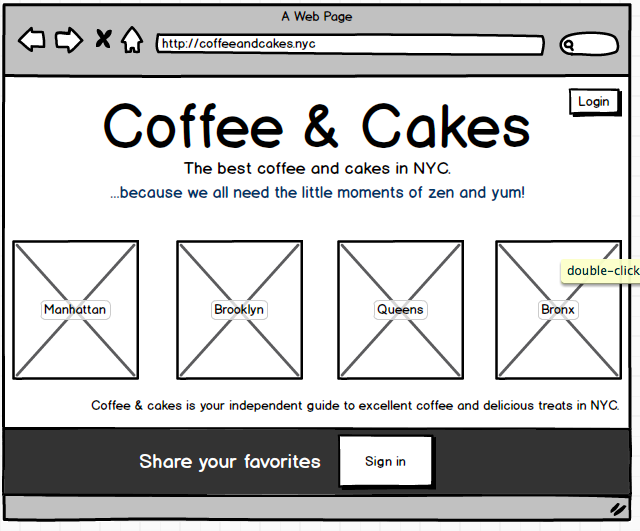 A Web Page
http://coffeeandcakes.nyc
Login
Coffee & Cakes
The best coffee and cakes in NYC.
...because we all need the little moments of zen and yum!
double-click
Manhattan
Brooklyn
Queens
Bronx
Coffee & cakes is your independent guide to excellent coffee and delicious treats in NYC.
Share your favorites
Sign in